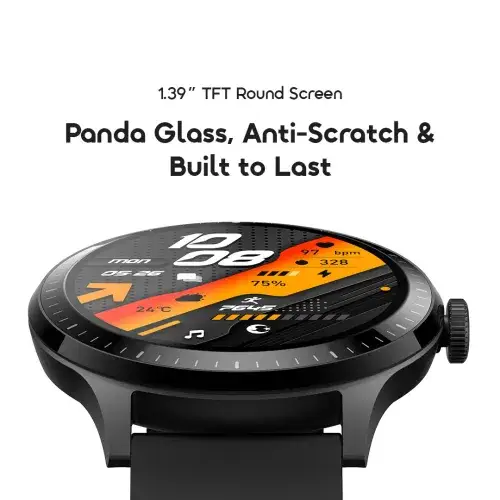 1.39" TFT Round Screen
Panda Glass, Anti-Scratch &
Built to Last
10
08
MON
05 26
97 bpm
328
75%
24°C
7645